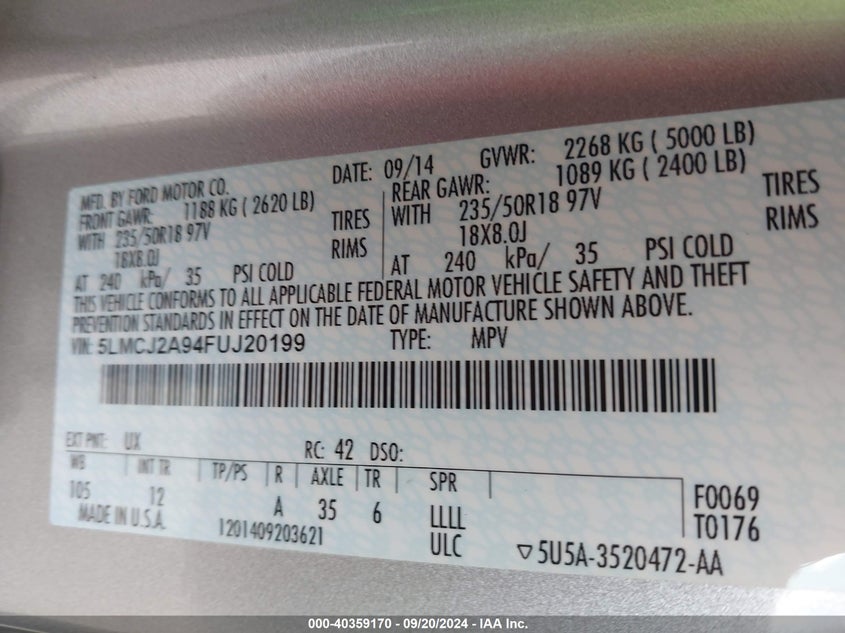 MFD. BY FORD MOTOR CO.
DATE: 09/14 GVWR: 2268 KG ( 5000 LB)
FRONT GAWR: 1188 KG ( 2620 LB)
REAR GAWR: 1089 KG ( 2400 LB)
WITH 235/50R18 97V TIRES
WITH 235/50R18 97V TIRES
18X8.0J RIMS
18X8.0J RIMS
AT 240 kPa/ 35 PSI COLD
AT 240 kPa/ 35 PSI COLD
THIS VEHICLE CONFORMS TO ALL APPLICABLE FEDERAL MOTOR VEHICLE SAFETY AND THEFT
PREVENTION STANDARDS IN EFFECT ON THE DATE OF MANUFACTURE SHOWN ABOVE.
VIN: 5LMCJ2A94FUJ20199 TYPE: MPV
EXT PNT: UX RC: 42 DSO:
WB INT TR TP/PS R AXLE TR SPR
105 12 A 35 6 LLLL
F0069
T0176
MADE IN U.S.A. 1201409203621 ULC
▽5U5A-3520472-AA
000-40359170 - 09/20/2024 - IAA Inc.